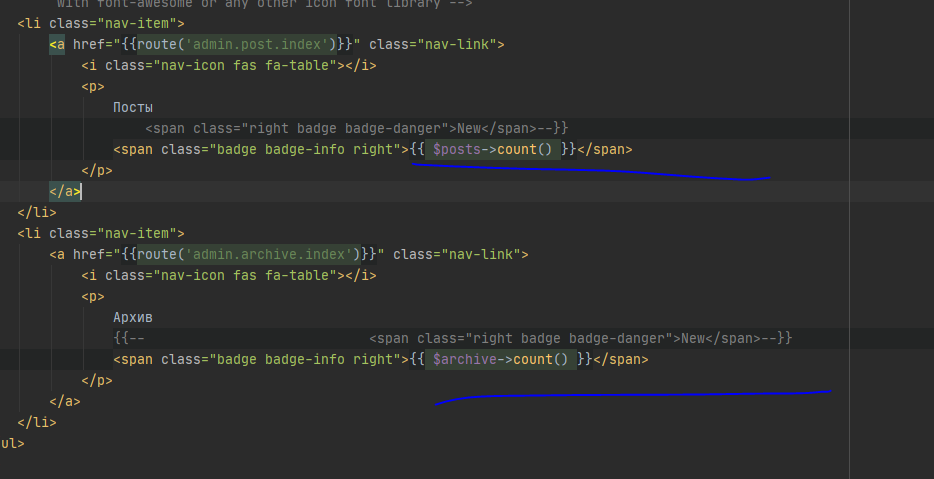 with font-awesome or any other icon font library -->
<li class="nav-item">
<a href="{{route('admin.post.index')}}" class="nav-link">
<i class="nav-icon fas fa-table"></i>
<p>
Посты
<span class="right badge badge-danger">New</span>--}}
<span class="badge badge-info right">{{ $posts->count() }}</span>
</p>
</a>
</li>
<li class="nav-item">
<a href="{{route('admin.archive.index')}}" class="nav-link">
<i class="nav-icon fas fa-table"></i>
<p>
Архив
{{-- <span class="right badge badge-danger">New</span>--}}
<span class="badge badge-info right">{{ $archive->count() }}</span>
</p>
</a>
</li>
ul>